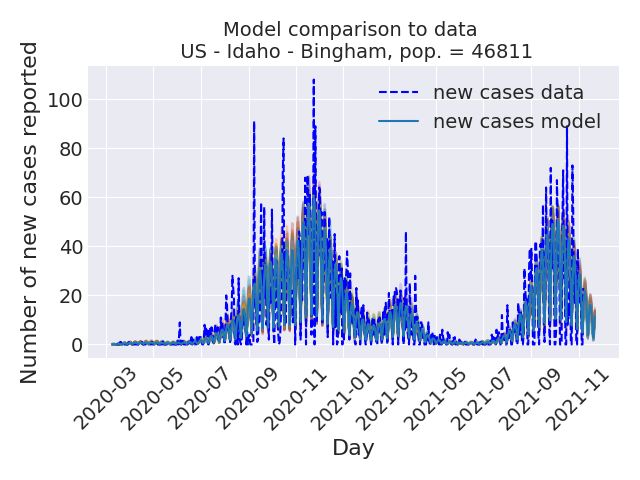 Model comparison to data
US - Idaho - Bingham, pop. = 46811
Number of new cases reported
100
80
60
40
20
0
new cases data
new cases model
2020-03
2020-05
2020-07
2020-09
2020-11
2021-01
2021-03
2021-05
2021-07
2021-09
2021-11
Day